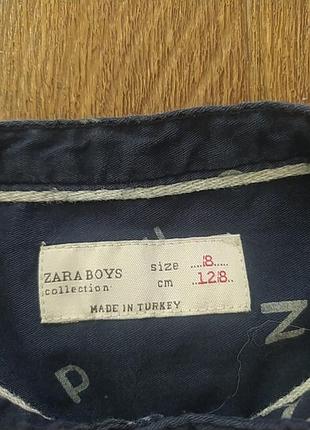 ZARA BOYS size 8
collection cm 128
MADE IN TURKEY
Z
P